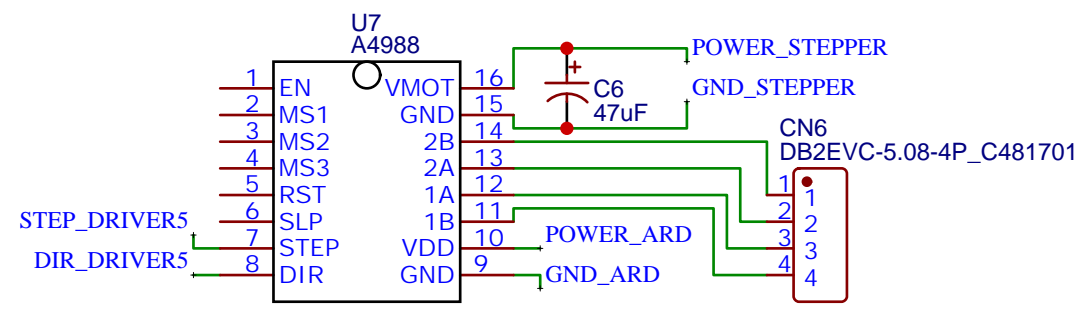 U7
A4988
1 EN VMOT 16
2 MS1 GND 15
3 MS2 2B 14
4 MS3 2A 13
5 RST 1A 12
6 SLP 1B 11
7 STEP VDD 10
8 DIR GND 9
STEP_DRIVER5
DIR_DRIVER5
POWER_STEPPER
GND_STEPPER
+
C6
47uF
POWER_ARD
GND_ARD
CN6
DB2EVC-5.08-4P_C481701
1 1
2 2
3 3
4 4